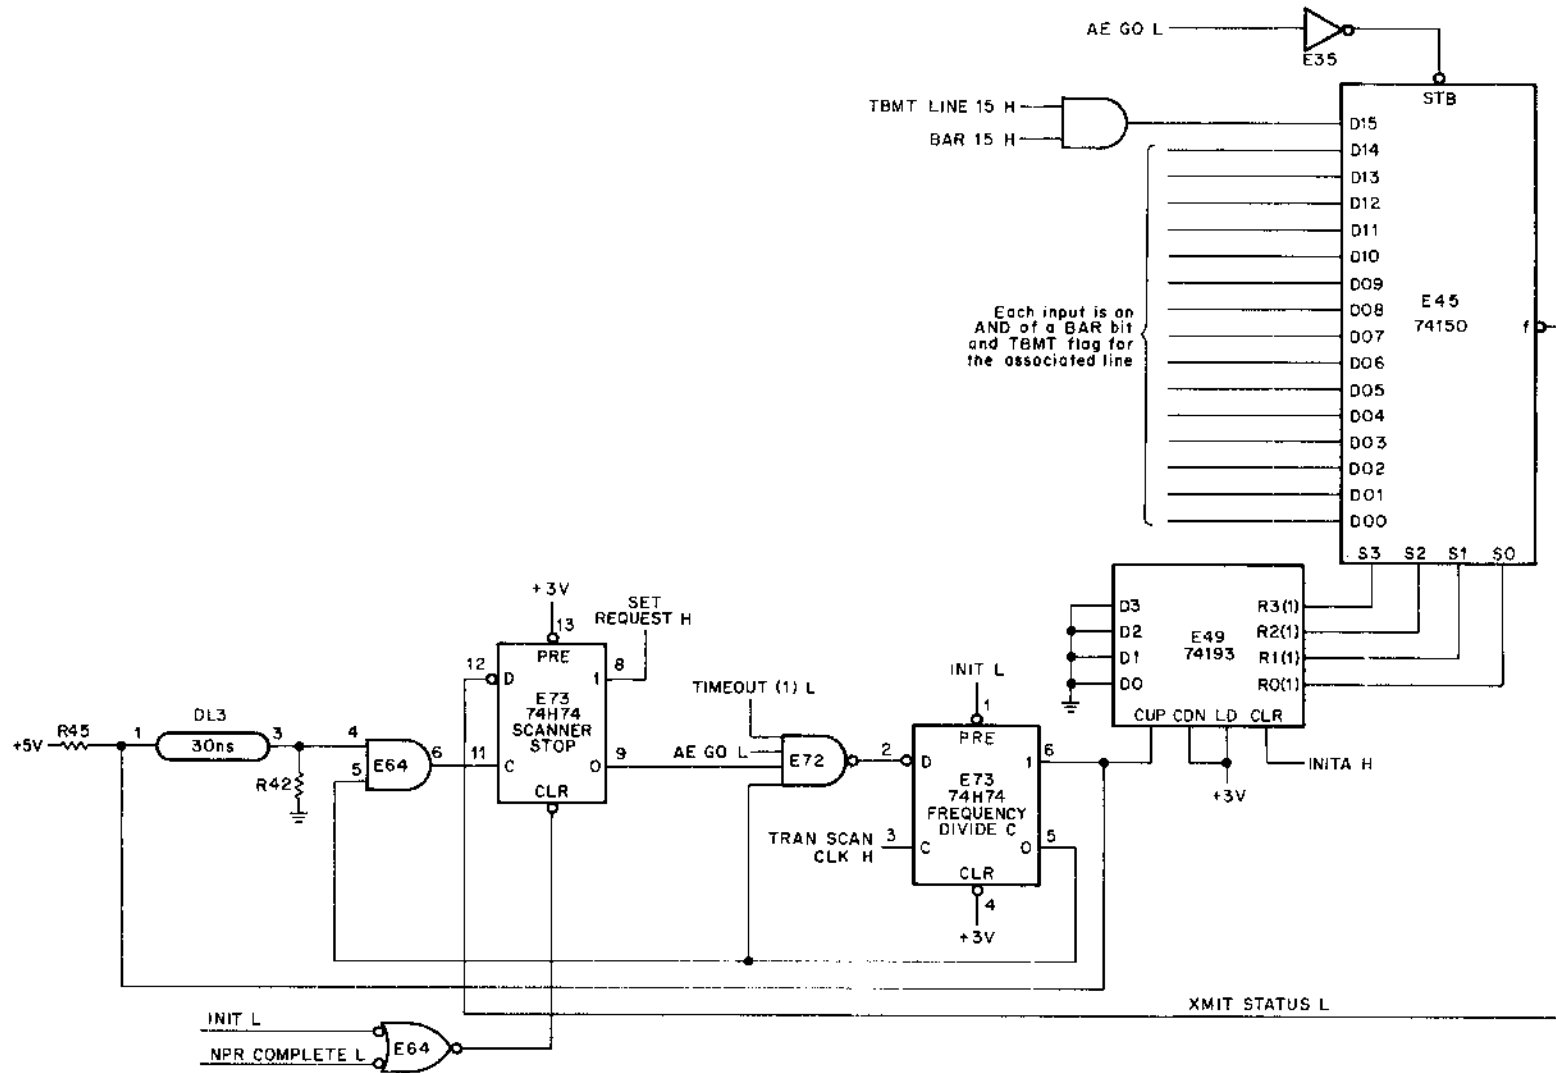 AE GO L
E35
STB
TBMT LINE 15 H
BAR 15 H
D15
D14
D13
D12
D11
D10
D09
D08
D07
D06
D05
D04
D03
D02
D01
D00
E45
74150
f
Each input is an
AND of a BAR bit
and TBMT flag for
the associated line
S3 S2 S1 S0
D3
D2
D1
D0
E49
74193
R3(1)
R2(1)
R1(1)
R0(1)
CUP CDN LD CLR
INITA H
+3V
+3V
13
SET
REQUEST H
PRE
12
D
1
8
E73
74H74
SCANNER
STOP
11
C
0
9
CLR
+5V
R45
1
DL3
30ns
3
R42
4
5
E64
6
TIMEOUT (1) L
AE GO L
E72
INIT L
1
PRE
2
D
1
6
E73
74H74
FREQUENCY
DIVIDE C
TRAN SCAN
CLK H
3
C
0
5
CLR
4
+3V
XMIT STATUS L
INIT L
NPR COMPLETE L
E64